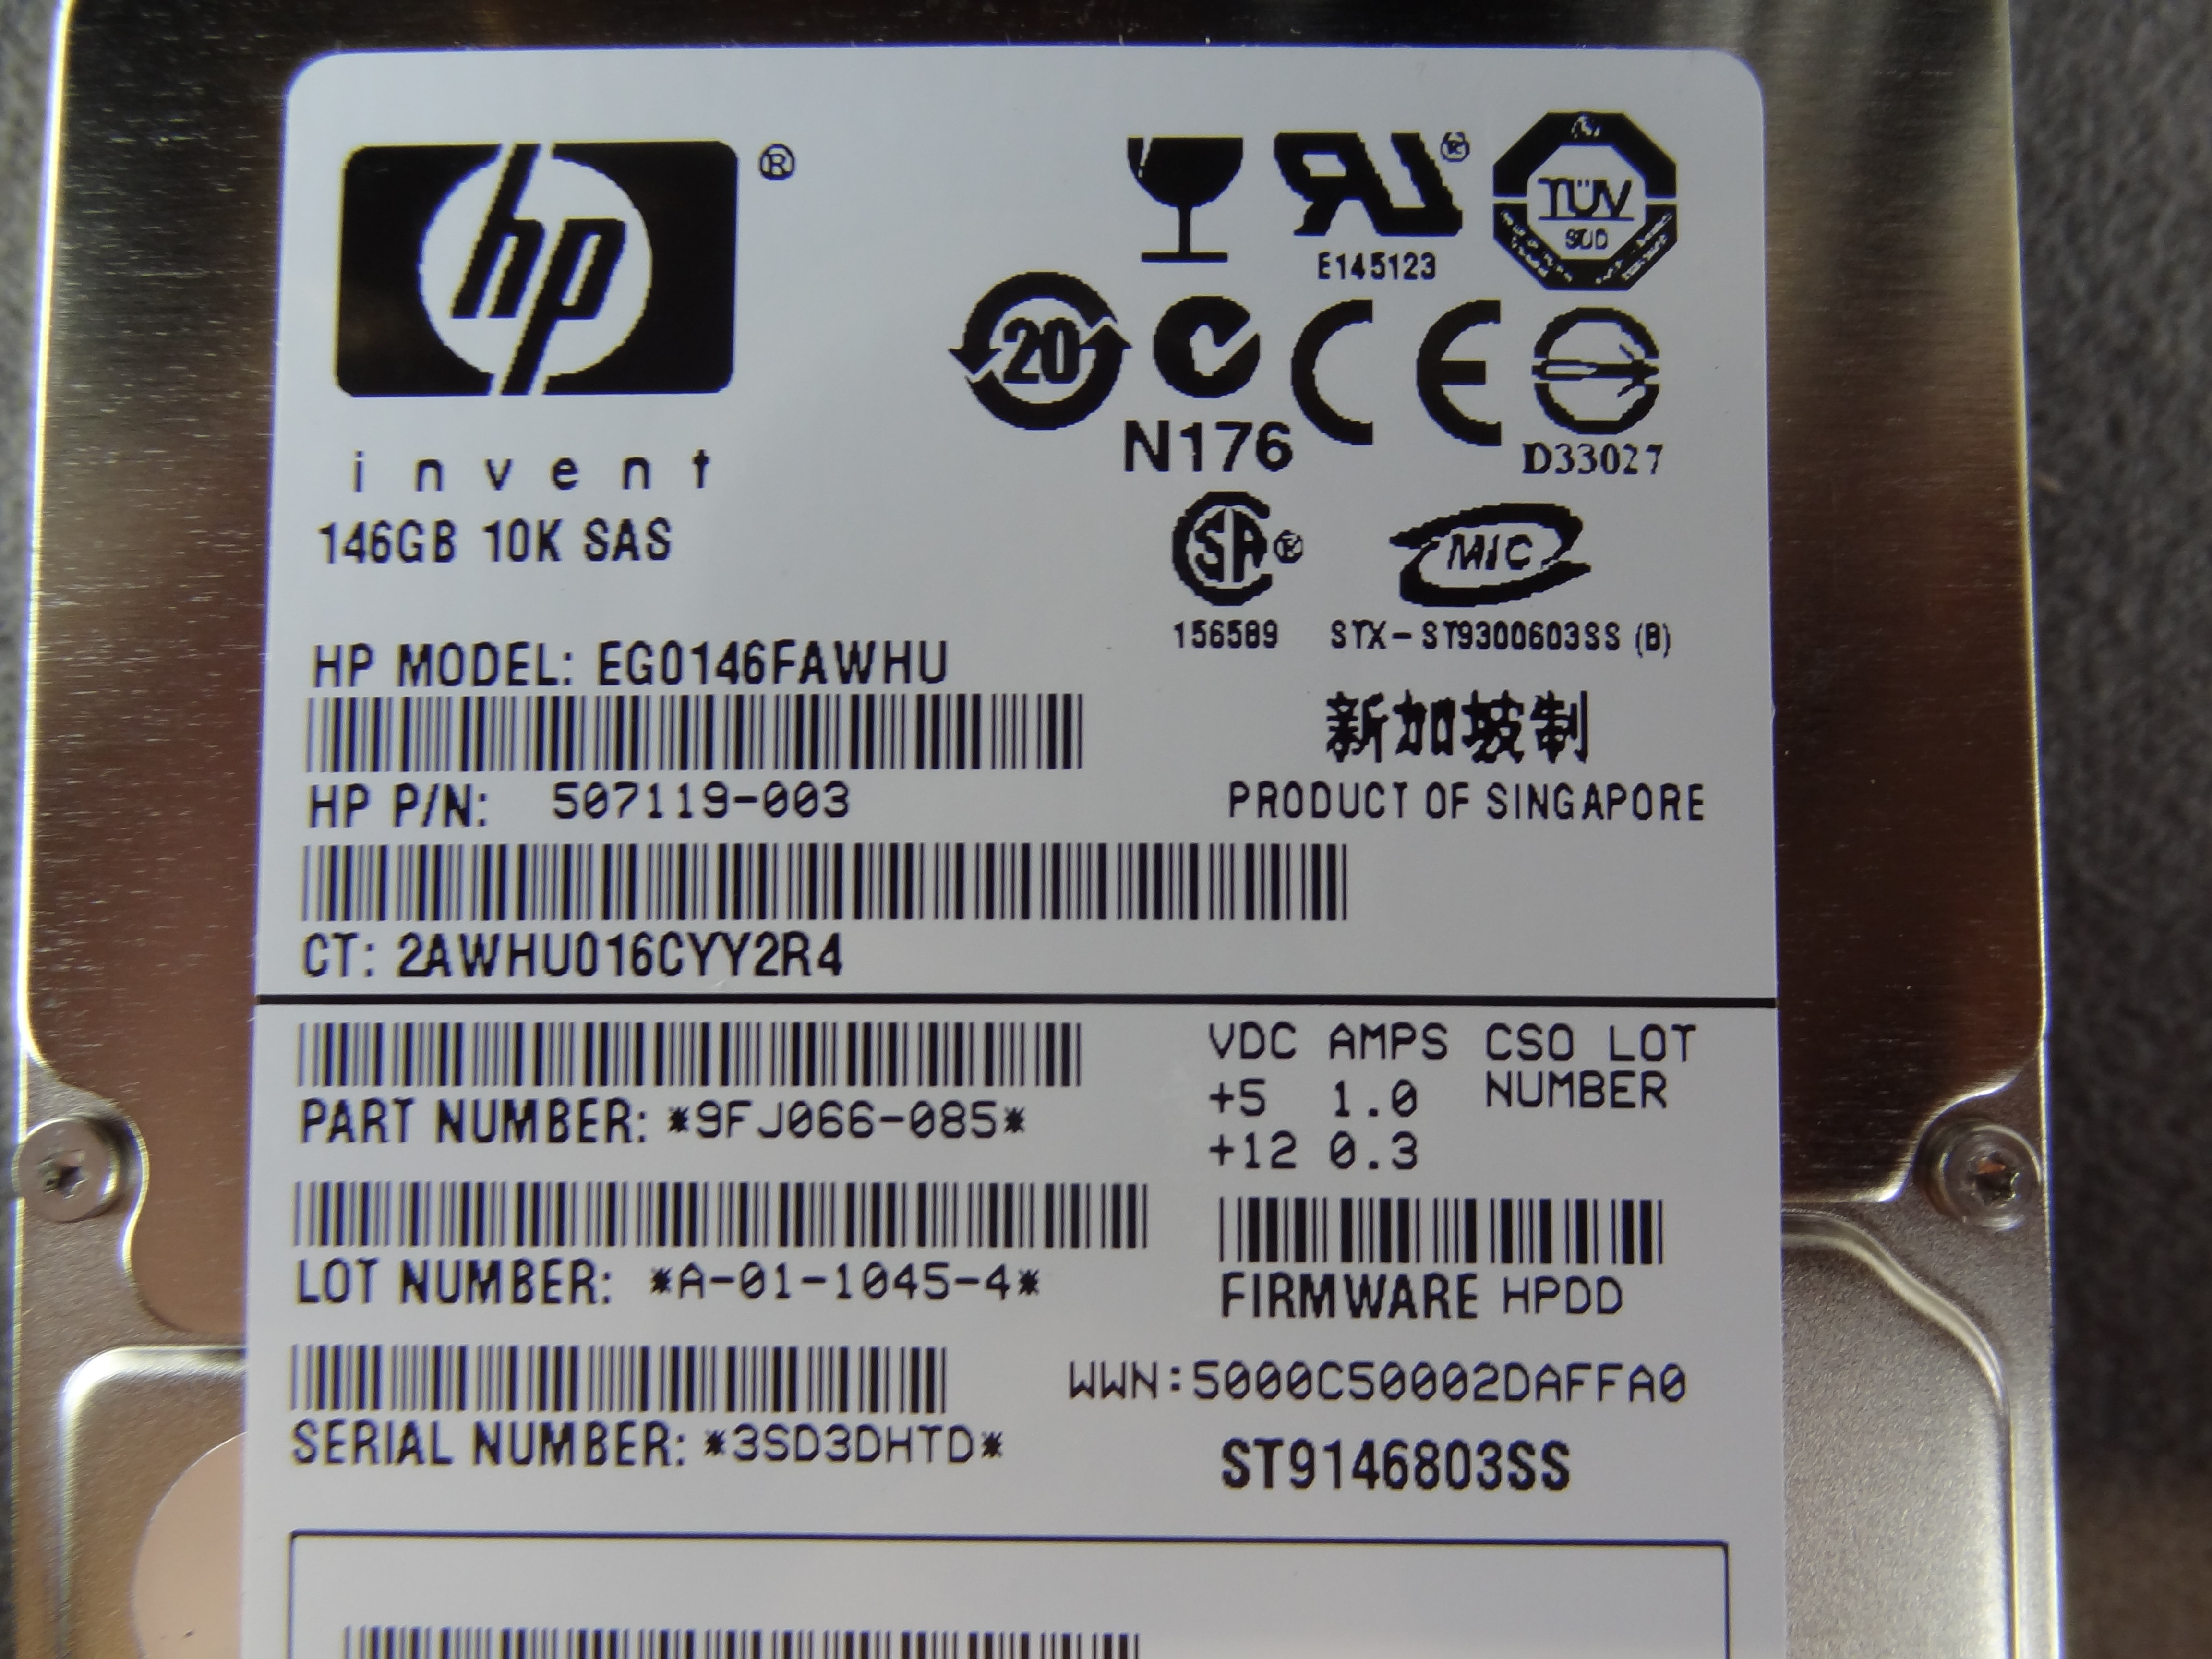 hp ®
i n v e n t
146GB 10K SAS
E145123
TÜV
SÜD
20
N176
CE
D33027
SA ®
MIC
156589
STX-ST9300603SS (B)
HP MODEL: EG0146FAWHU
新加坡制
HP P/N: 507119-003
PRODUCT OF SINGAPORE
CT: 2AWHU016CYY2R4
VDC AMPS CSO LOT
+5 1.0 NUMBER
+12 0.3
PART NUMBER: *9FJ066-085*
LOT NUMBER: *A-01-1045-4*
FIRMWARE HPDD
WWN:5000C50002DAFFA0
SERIAL NUMBER: *3SD3DHTD*
ST9146803SS